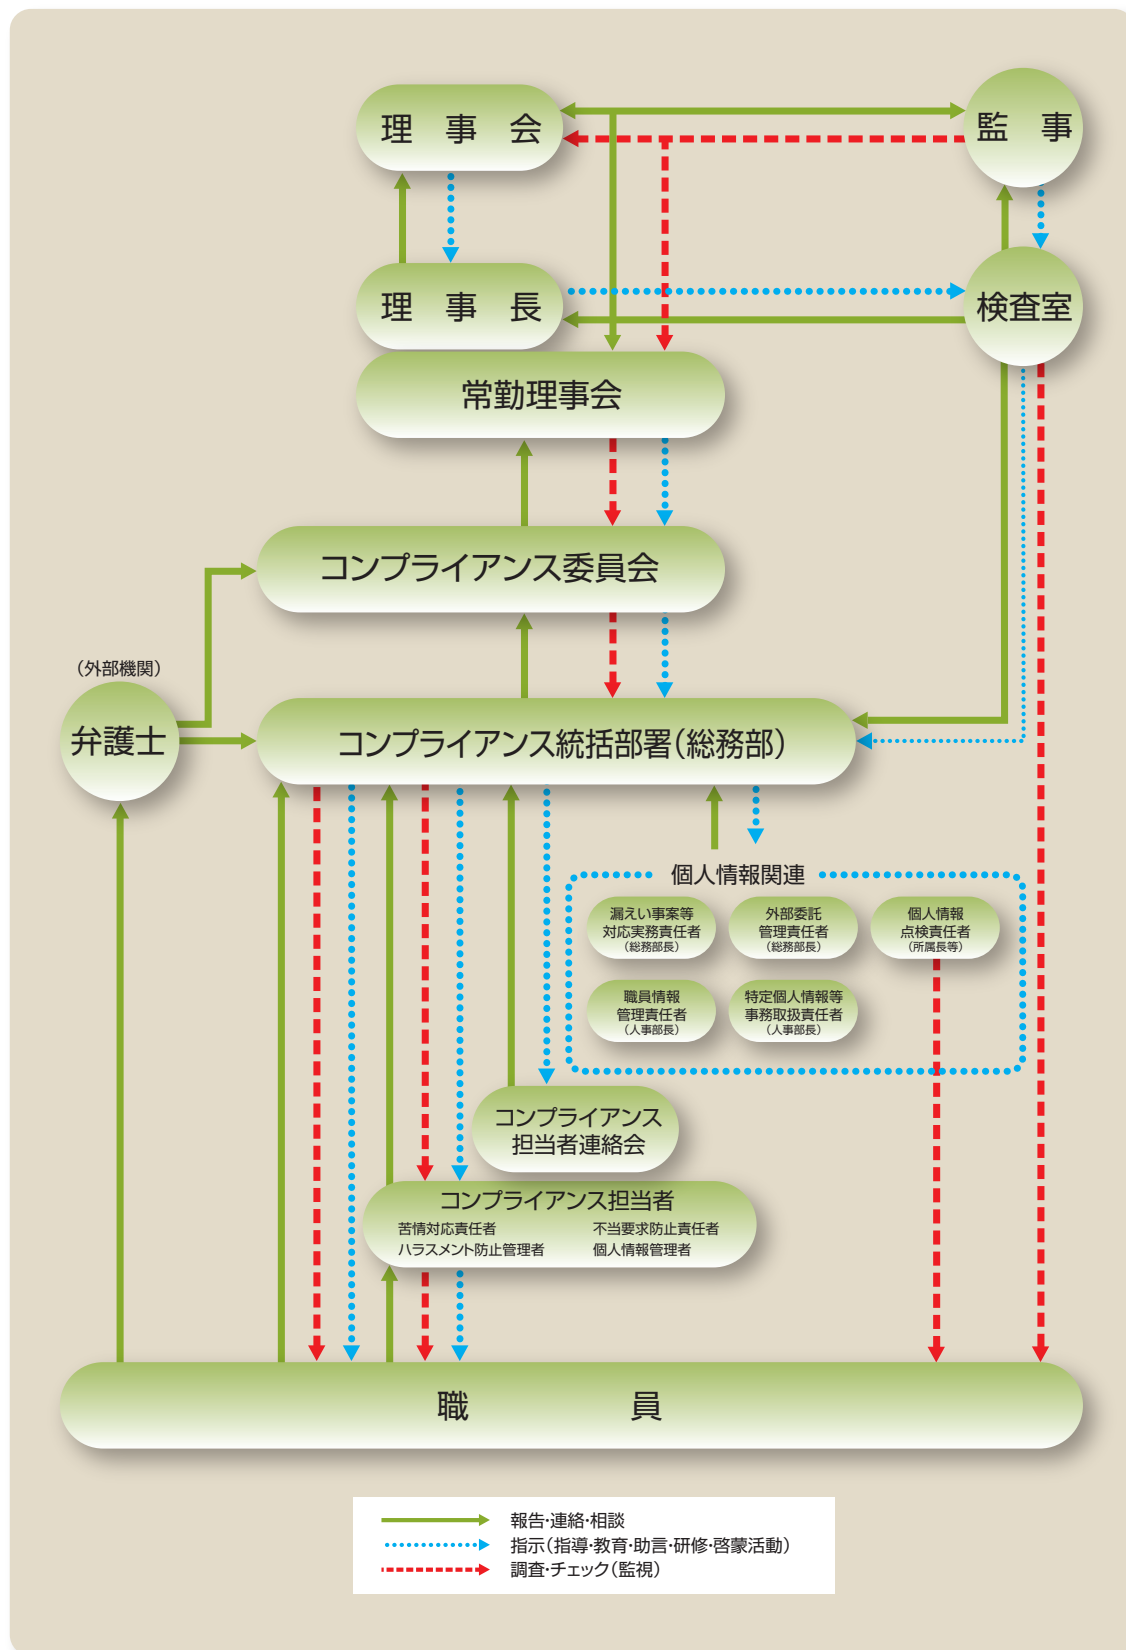 理　事　会
監　事
理　事　長
検査室
常勤理事会
コンプライアンス委員会
（外部機関）
弁護士
コンプライアンス統括部署（総務部）
個人情報関連
漏えい事案等
対応実務責任者
（総務部長）
外部委託
管理責任者
（総務部長）
個人情報
点検責任者
（所属長等）
職員情報
管理責任者
（人事部長）
特定個人情報等
事務取扱責任者
（人事部長）
コンプライアンス
担当者連絡会
コンプライアンス担当者
苦情対応責任者　不当要求防止責任者
ハラスメント防止管理者　個人情報管理者
職　員
報告・連絡・相談
指示（指導・教育・助言・研修・啓蒙活動）
調査・チェック（監視）